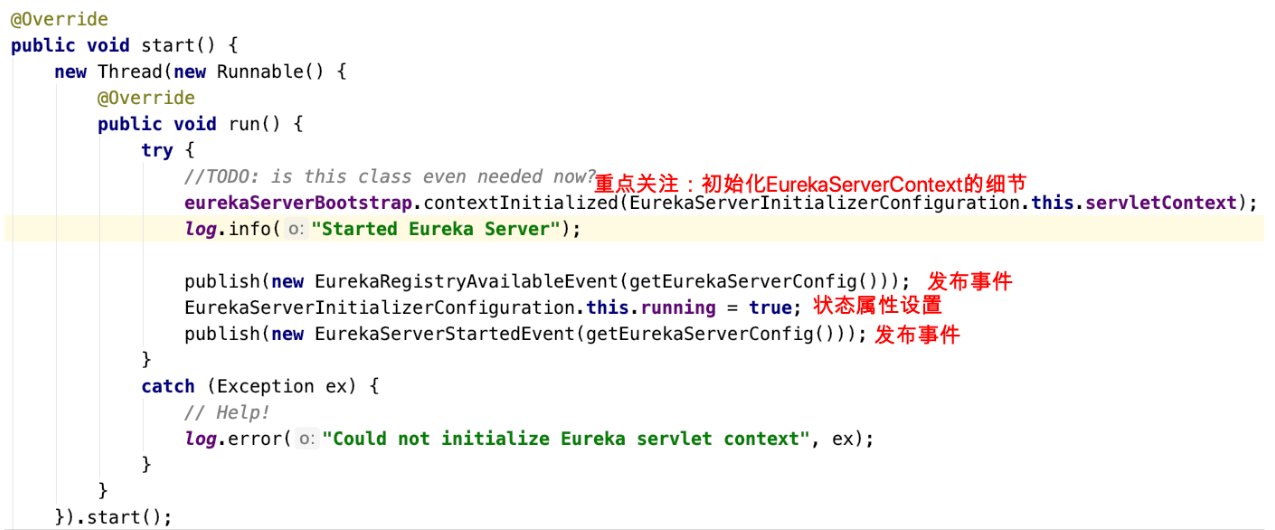 @Override
public void start() {
new Thread(new Runnable() {
@Override
public void run() {
try {
//TODO: is this class even needed now? 重点关注：初始化EurekaServerContext的细节
eurekaServerBootstrap.contextInitialized(EurekaServerInitializerConfiguration.this.servletContext);
log.info( o: "Started Eureka Server");
publish(new EurekaRegistryAvailableEvent(getEurekaServerConfig())); 发布事件
EurekaServerInitializerConfiguration.this.running = true; 状态属性设置
publish(new EurekaServerStartedEvent(getEurekaServerConfig())); 发布事件
}
catch (Exception ex) {
// Help!
log.error( o: "Could not initialize Eureka servlet context", ex);
}
}
}).start();